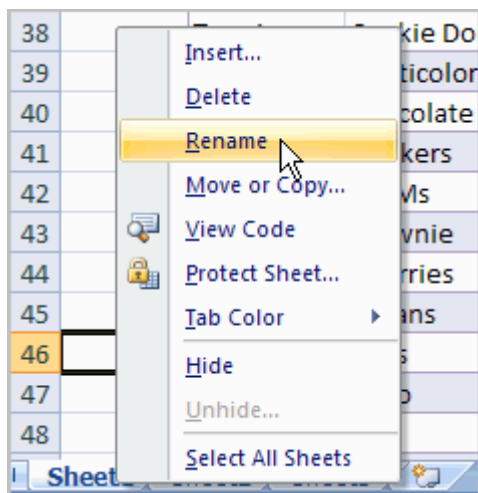 38
kie Do
Insert...
39
ticolor
Delete
40
colate
Rename
41
kers
Move or Copy...
42
Ms
View Code
43
wnie
Protect Sheet...
44
rries
Tab Color
45
ans
46
s
Hide
47
Unhide...
48
Select All Sheets
Sheet